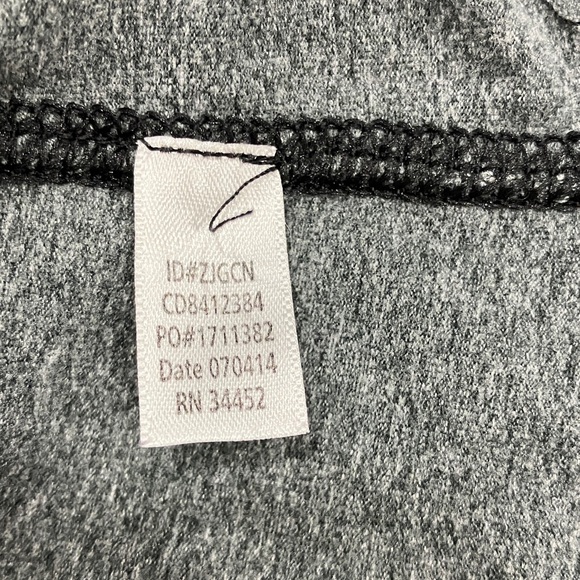 ID#ZJGCN
CD8412384
PO#1711382
Date 070414
RN 34452